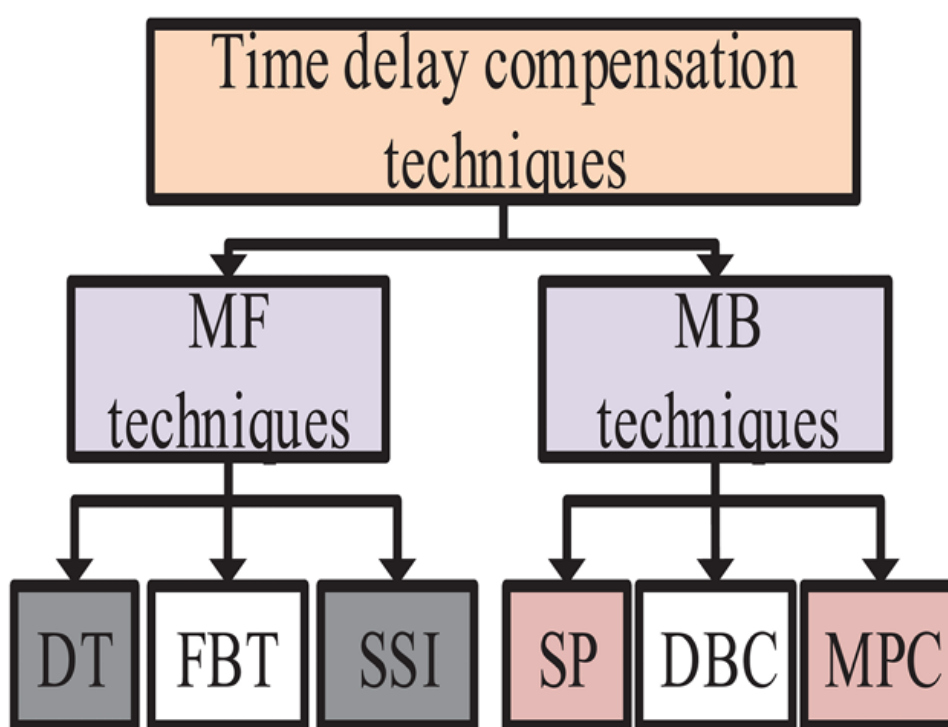 Time delay compensation
techniques
MF
techniques
MB
techniques
DT
FBT
SSI
SP
DBC
MPC